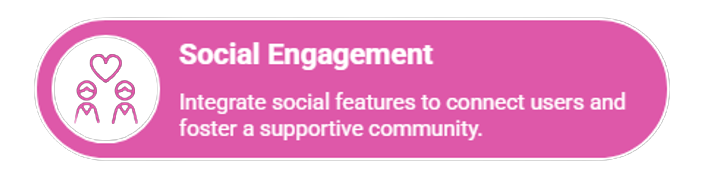 Social Engagement
Integrate social features to connect users and
foster a supportive community.